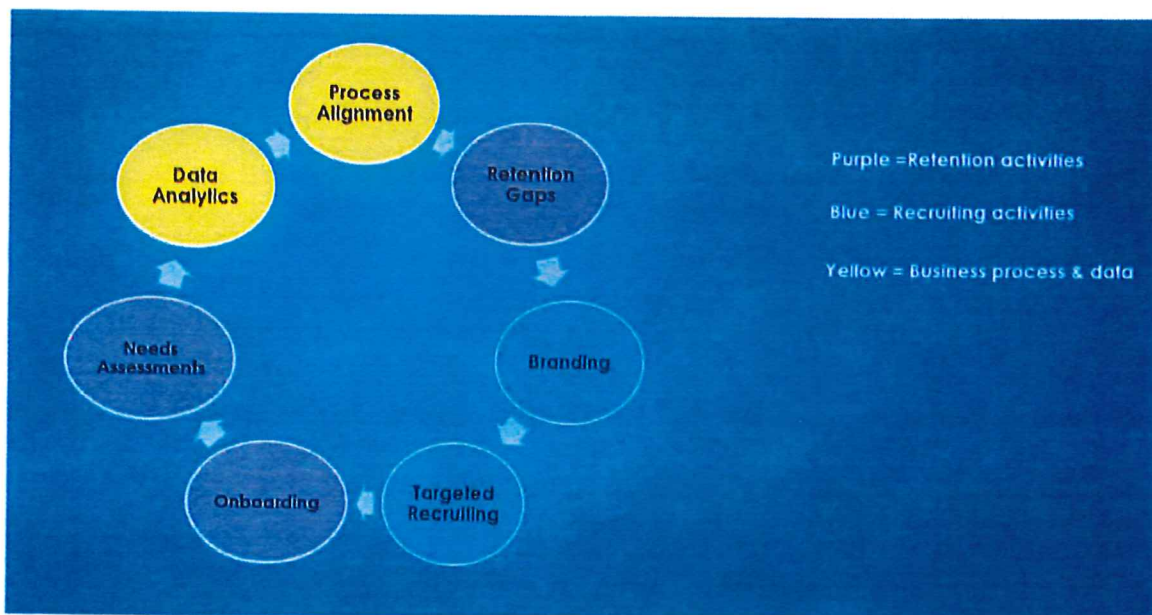 Process
Alignment
Retention
Gaps
Branding
Targeted
Recruiting
Onboarding
Needs
Assessments
Data
Analytics
Purple =Retention activities
Blue = Recruiting activities
Yellow = Business process & data